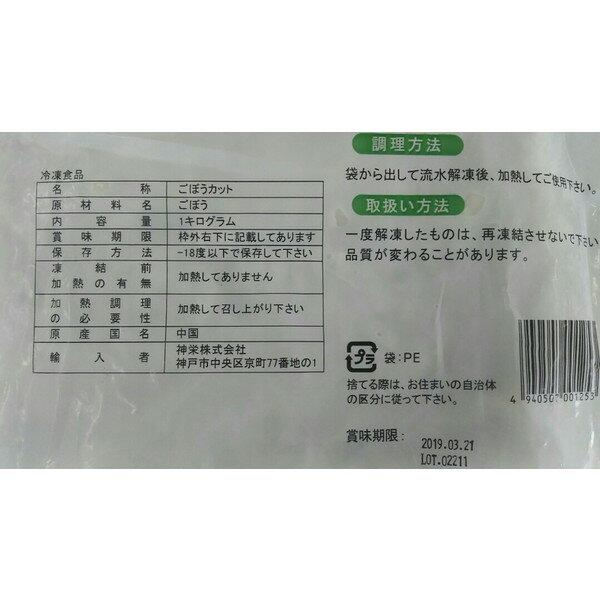 冷凍食品
名称 ごぼうカット
原材料名 ごぼう
内容量 1キログラム
賞味期限 枠外右下に記載してあります
保存方法 -18度以下で保存して下さい
凍結前
加熱の有無 加熱してありません
加熱調理
の必要性 加熱して召し上がり下さい
原産国名 中国
輸入者 神栄株式会社
神戸市中央区京町77番地の1
調理方法
袋から出して流水解凍後、加熱してご使用下さい。
取扱い方法
一度解凍したものは、再凍結させないで下さい
品質が変わることがあります。
プラ
袋:PE
捨てる際は、お住まいの自治体
の区分に従って下さい。
4 940507 001253
賞味期限: 2019.03.21
LOT.02211